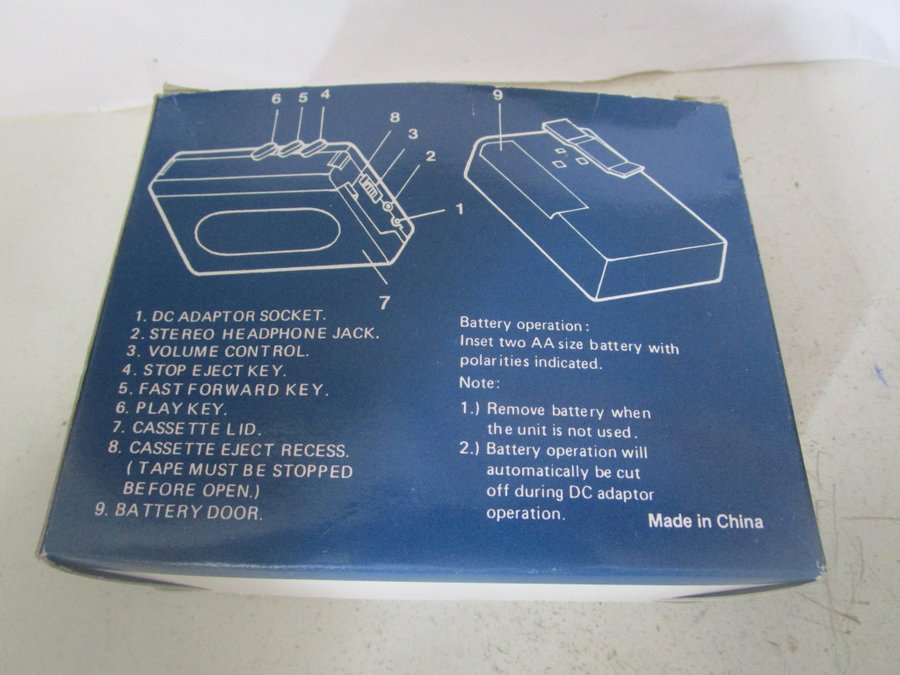 6 5 4
8
3
2
1
7
9
1. DC ADAPTOR SOCKET.
2. STEREO HEADPHONE JACK.
3. VOLUME CONTROL.
4. STOP EJECT KEY.
5. FAST FORWARD KEY.
6. PLAY KEY.
7. CASSETTE LID.
8. CASSETTE EJECT RECESS.
( TAPE MUST BE STOPPED
BEFORE OPEN.)
9. BATTERY DOOR.
Battery operation :
Inset two AA size battery with
polarities indicated.
Note:
1.) Remove battery when
the unit is not used.
2.) Battery operation will
automatically be cut
off during DC adaptor
operation.
Made in China